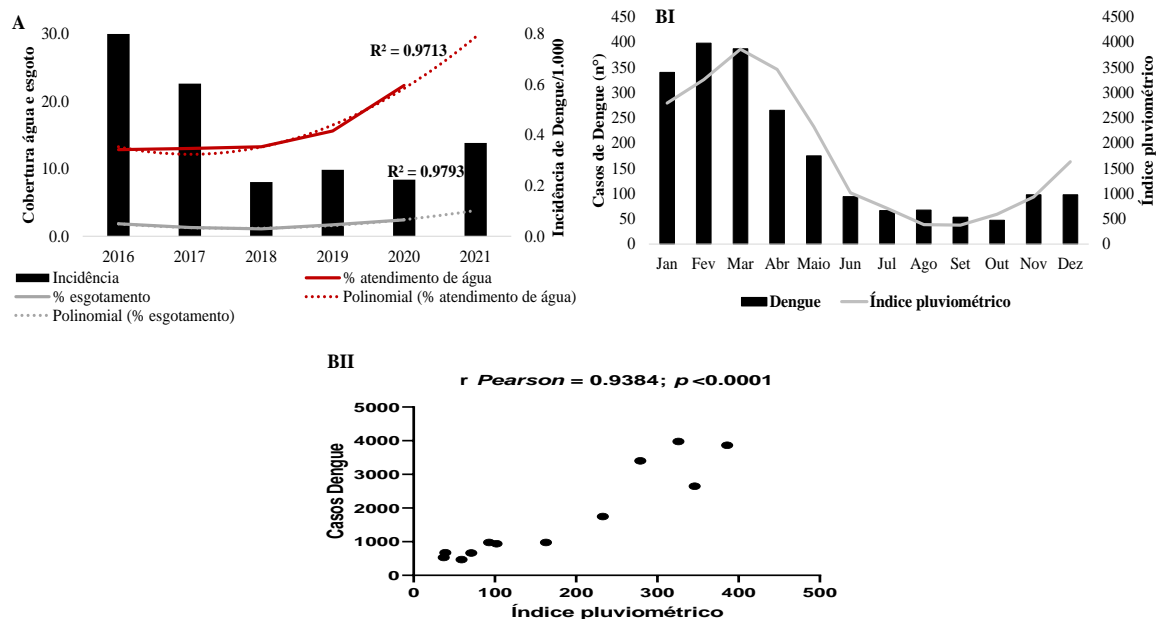 A
Cobertura água e esgoto
30.0
20.0
10.0
0.0
R² = 0.9713
R² = 0.9793
0.8
0.6
0.4
0.2
0.0
Incidência de Dengue/1.000
2016 2017 2018 2019 2020 2021
Incidência
% atendimento de água
% esgotamento
Polinomial (% atendimento de água)
Polinomial (% esgotamento)
BI
Casos de Dengue (n°)
450
400
350
300
250
200
150
100
50
0
4500
4000
3500
3000
2500
2000
1500
1000
500
0
Índice pluviométrico
Jan Fev Mar Abr Maio Jun Jul Ago Set Out Nov Dez
Dengue
Índice pluviométrico
BII
r Pearson = 0.9384; p<0.0001
Casos Dengue
5000
4000
3000
2000
1000
0
0 100 200 300 400 500
Índice pluviométrico